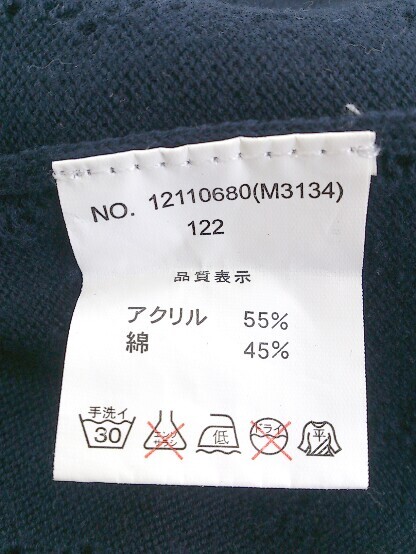 NO. 12110680(M3134)
122
品質表示
アクリル 55%
綿 45%
手洗イ 30 エンソサラシ 低 ドライ 平